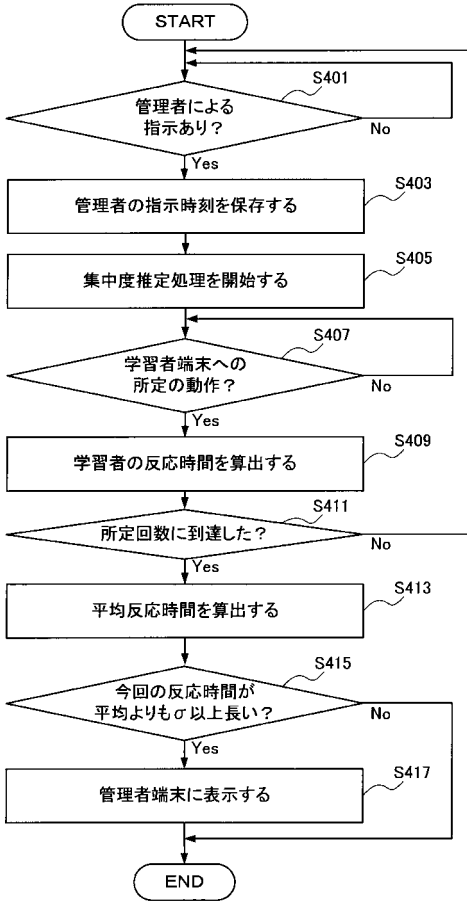 START
S401
管理者による
指示あり？
No
Yes
S403
管理者の指示時刻を保存する
S405
集中度推定処理を開始する
S407
学習者端末への
所定の動作？
No
Yes
S409
学習者の反応時間を算出する
S411
所定回数に到達した？
No
Yes
S413
平均反応時間を算出する
S415
今回の反応時間が
平均よりもσ以上長い？
No
Yes
S417
管理者端末に表示する
END